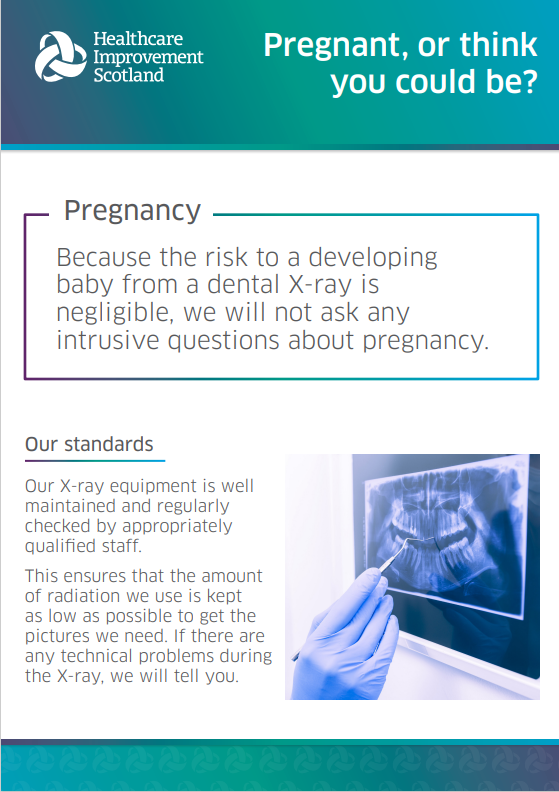 Healthcare
Improvement
Scotland
Pregnant, or think
you could be?
Pregnancy
Because the risk to a developing
baby from a dental X-ray is
negligible, we will not ask any
intrusive questions about pregnancy.
Our standards
Our X-ray equipment is well
maintained and regularly
checked by appropriately
qualified staff.
This ensures that the amount
of radiation we use is kept
as low as possible to get the
pictures we need. If there are
any technical problems during
the X-ray, we will tell you.